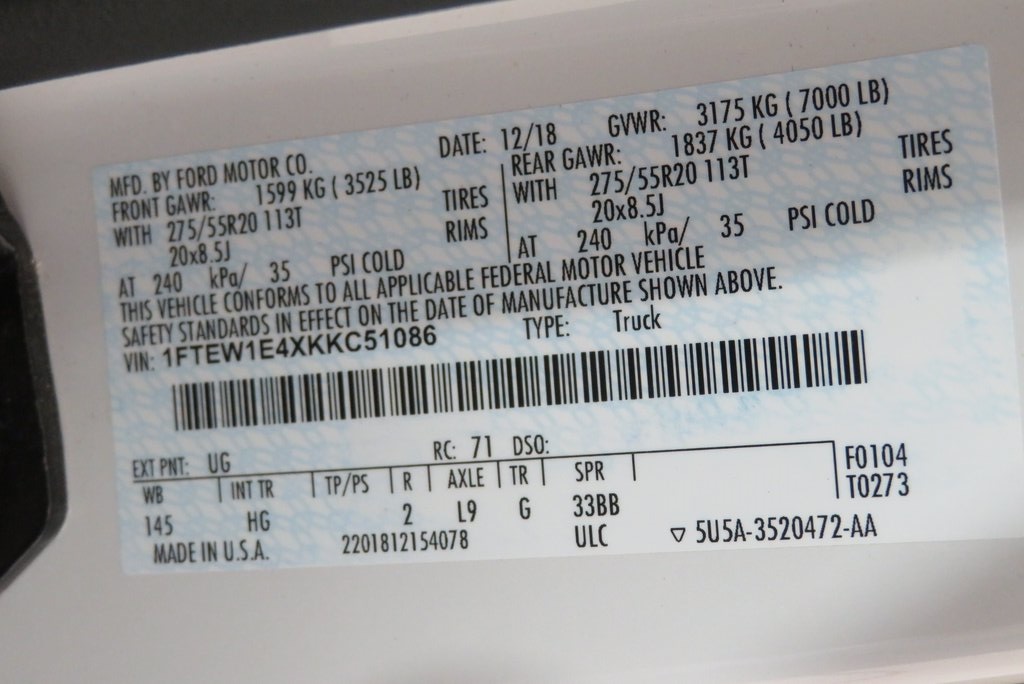 MFD. BY FORD MOTOR CO. DATE: 12/18 GVWR: 3175 KG ( 7000 LB)
FRONT GAWR: 1599 KG ( 3525 LB) REAR GAWR: 1837 KG ( 4050 LB)
WITH 275/55R20 113T TIRES WITH 275/55R20 113T TIRES
20x8.5J RIMS 20x8.5J RIMS
AT 240 kPa/ 35 PSI COLD AT 240 kPa/ 35 PSI COLD
THIS VEHICLE CONFORMS TO ALL APPLICABLE FEDERAL MOTOR VEHICLE
SAFETY STANDARDS IN EFFECT ON THE DATE OF MANUFACTURE SHOWN ABOVE.
VIN: 1FTEW1E4XKKC51086 TYPE: Truck
EXT PNT: UG RC: 71 DSO:
WB INT TR TP/PS R AXLE TR SPR F0104
145 HG 2 L9 G 33BB T0273
MADE IN U.S.A. 2201812154078 ULC ▽ 5U5A-3520472-AA